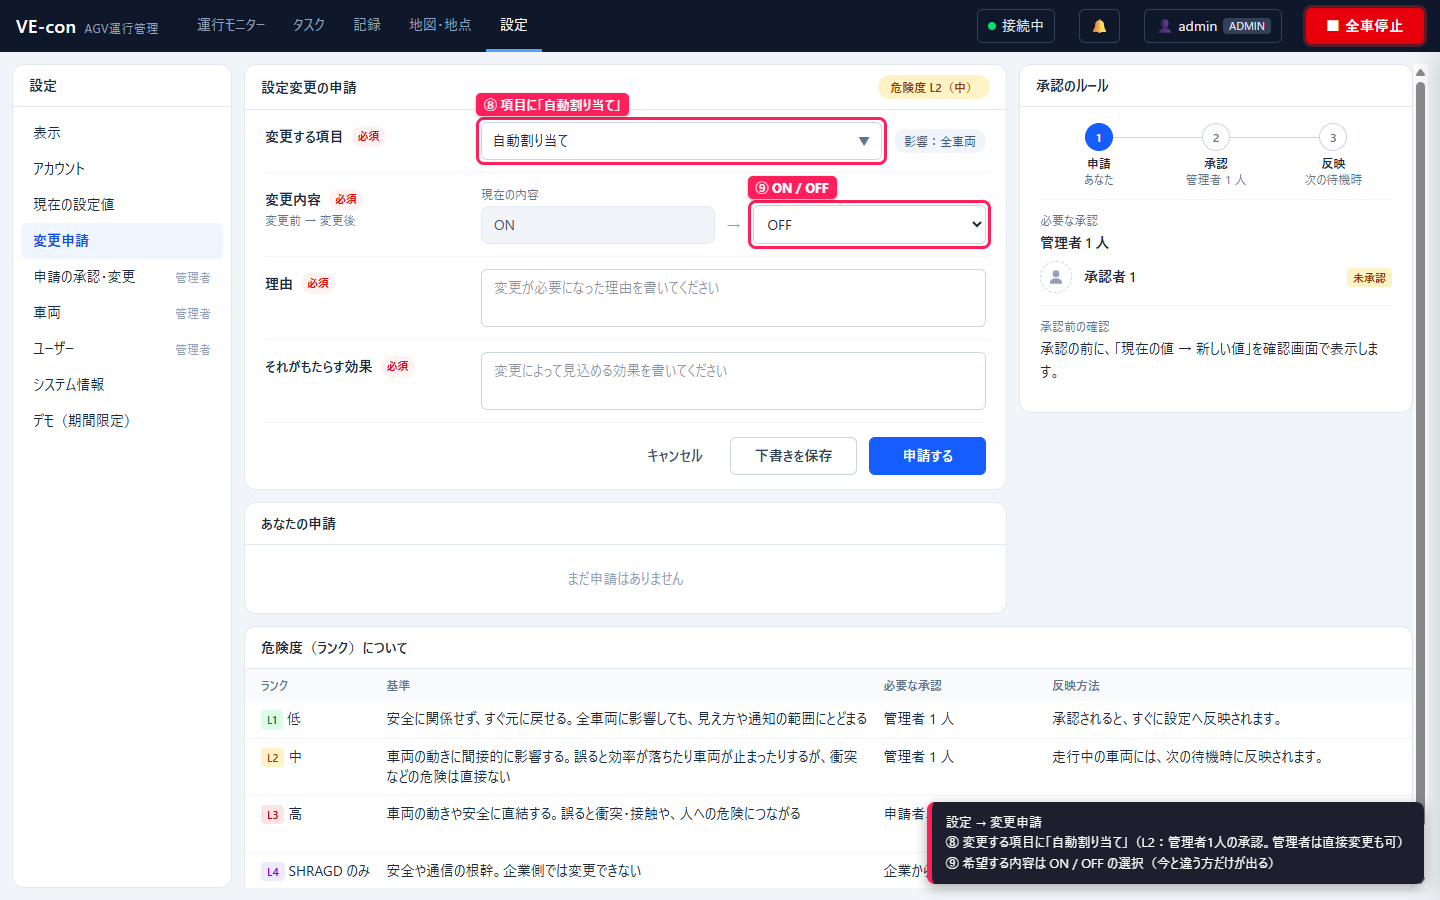 VE-con AGV運行管理 運行モニター タスク 記録 地図・地点 設定 接続中 admin ADMIN 全車停止
設定
表示
アカウント
現在の設定値
変更申請
申請の承認・変更 管理者
車両 管理者
ユーザー 管理者
システム情報
デモ（期間限定）
設定変更の申請 危険度 L2（中）
⑧ 項目に「自動割り当て」
変更する項目 必須 自動割り当て ▼ 影響：全車両
⑨ ON / OFF
変更内容 必須 現在の内容
変更前 → 変更後 ON → OFF
理由 必須 変更が必要になった理由を書いてください
それがもたらす効果 必須 変更によって見込める効果を書いてください
キャンセル 下書きを保存 申請する
あなたの申請
まだ申請はありません
承認のルール
1 2 3
申請 承認 反映
あなた 管理者 1 人 次の待機時
必要な承認
管理者 1 人
承認者 1 未承認
承認前の確認
承認の前に、「現在の値 → 新しい値」を確認画面で表示しま
す。
危険度（ランク）について
ランク 基準 必要な承認 反映方法
L1 低 安全に関係せず、すぐ元に戻せる。全車両に影響しても、見え方や通知の範囲にとどまる 管理者 1 人 承認されると、すぐに設定へ反映されます。
L2 中 車両の動きに間接的に影響する。誤ると効率が落ちたり車両が止まったりするが、衝突 管理者 1 人 走行中の車両には、次の待機時に反映されます。
などの危険は直接ない
L3 高 車両の動きや安全に直結する。誤ると衝突・接触や、人への危険につながる 申請者
L4 SHRAGD のみ 安全や通信の根幹。企業側では変更できない 企業か
設定 → 変更申請
⑧ 変更する項目に「自動割り当て」（L2：管理者1人の承認。管理者は直接変更も可）
⑨ 希望する内容は ON / OFF の選択（今と違う方だけが出る）